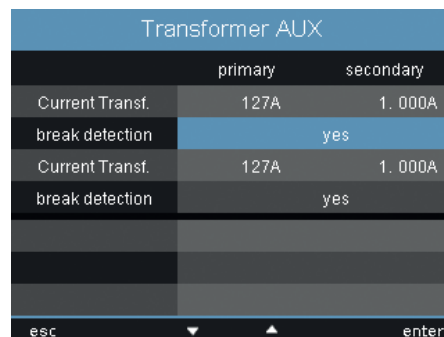 Transformer AUX
primary secondary
Current Transf. 127A 1. 000A
break detection yes
Current Transf. 127A 1. 000A
break detection yes
esc ▼ ▲ enter